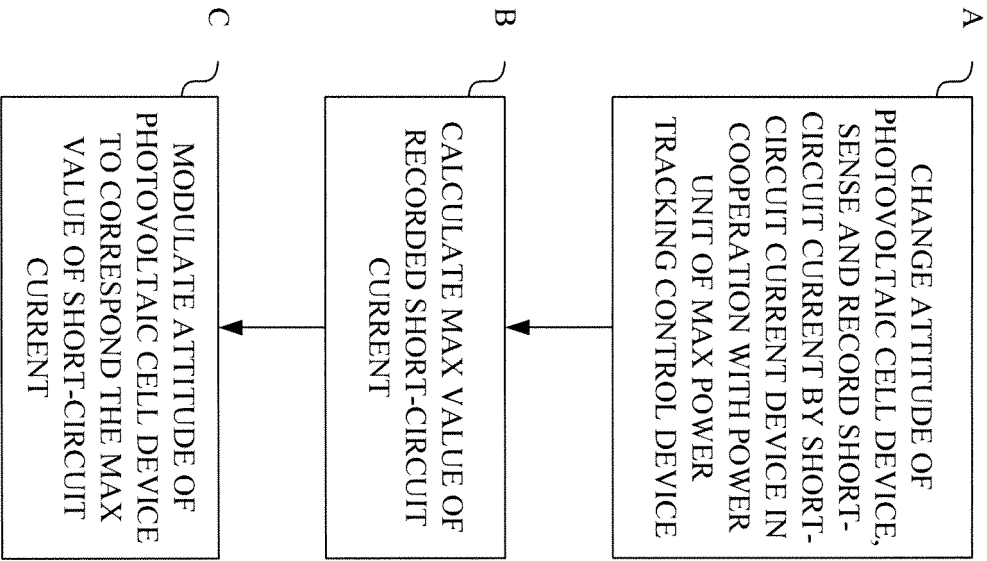 A
CHANGE ATTITUDE OF
PHOTOVOLTAIC CELL DEVICE,
SENSE AND RECORD SHORT-
CIRCUIT CURRENT BY SHORT-
CIRCUIT CURRENT DEVICE IN
COOPERATION WITH POWER
UNIT OF MAX POWER
TRACKING CONTROL DEVICE
B
CALCULATE MAX VALUE OF
RECORDED SHORT-CIRCUIT
CURRENT
C
MODULATE ATTITUDE OF
PHOTOVOLTAIC CELL DEVICE
TO CORRESPOND THE MAX
VALUE OF SHORT-CIRCUIT
CURRENT